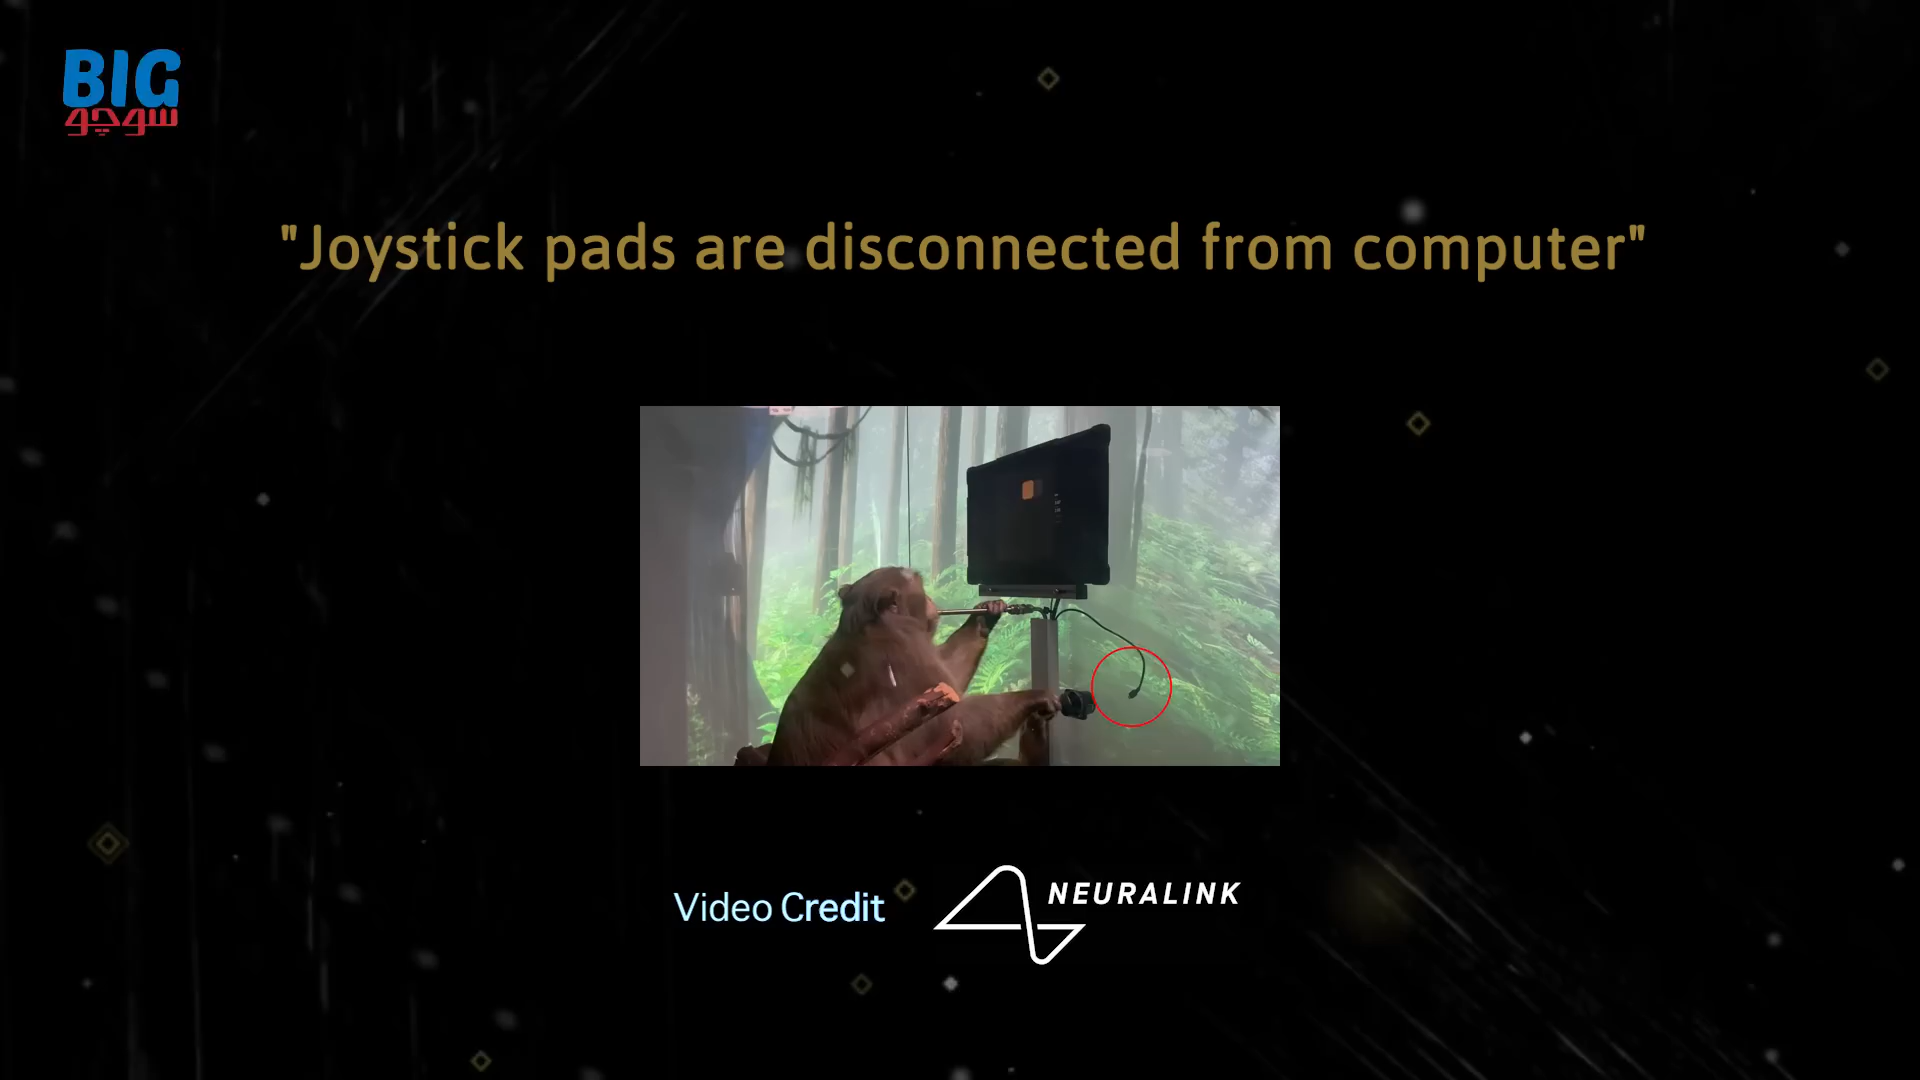 BIG
سوچو
"Joystick pads are disconnected from computer"
Video Credit
NEURALINK